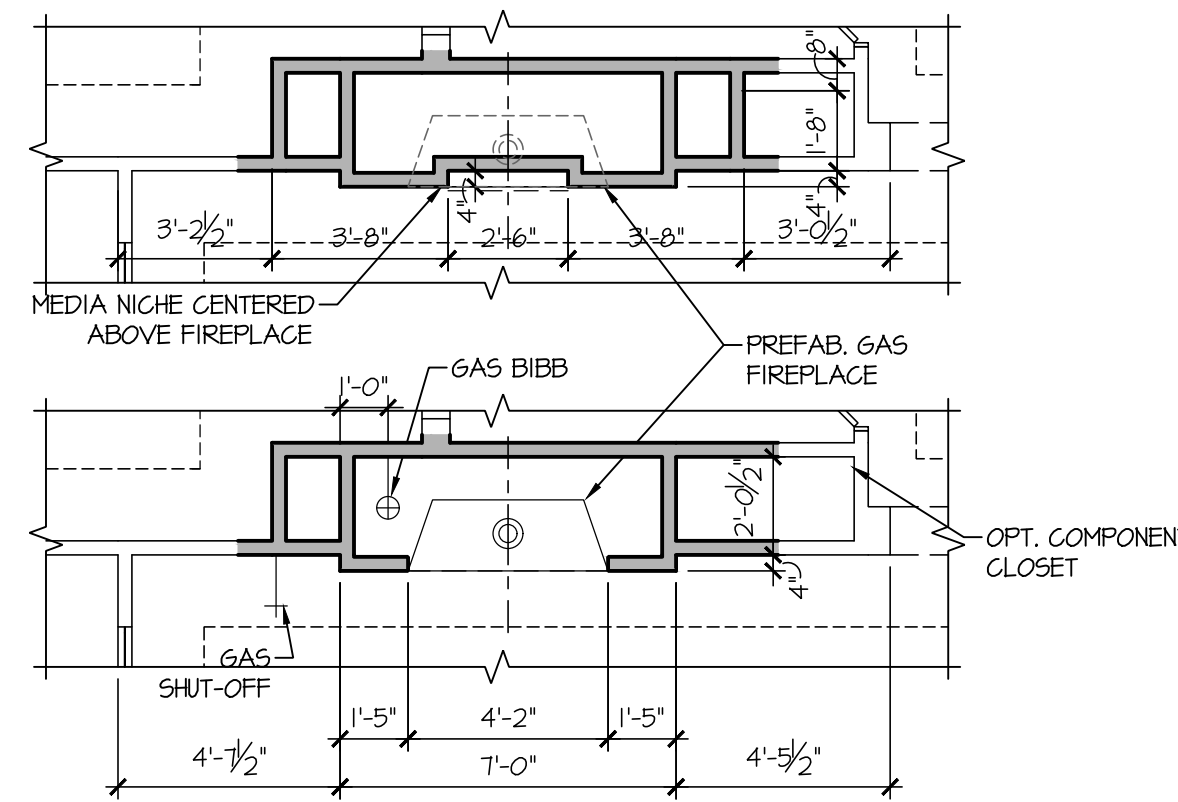 8"
1'-8"
4"
4"
3'-2½"
3'-8"
2'-6"
3'-8"
3'-0½"
MEDIA NICHE CENTERED
ABOVE FIREPLACE
PREFAB. GAS
FIREPLACE
GAS BIBB
1'-0"
2'-0½"
4"
OPT. COMPONEN
CLOSET
GAS
SHUT-OFF
1'-5"
4'-2"
1'-5"
4'-7½"
7'-0"
4'-5½"